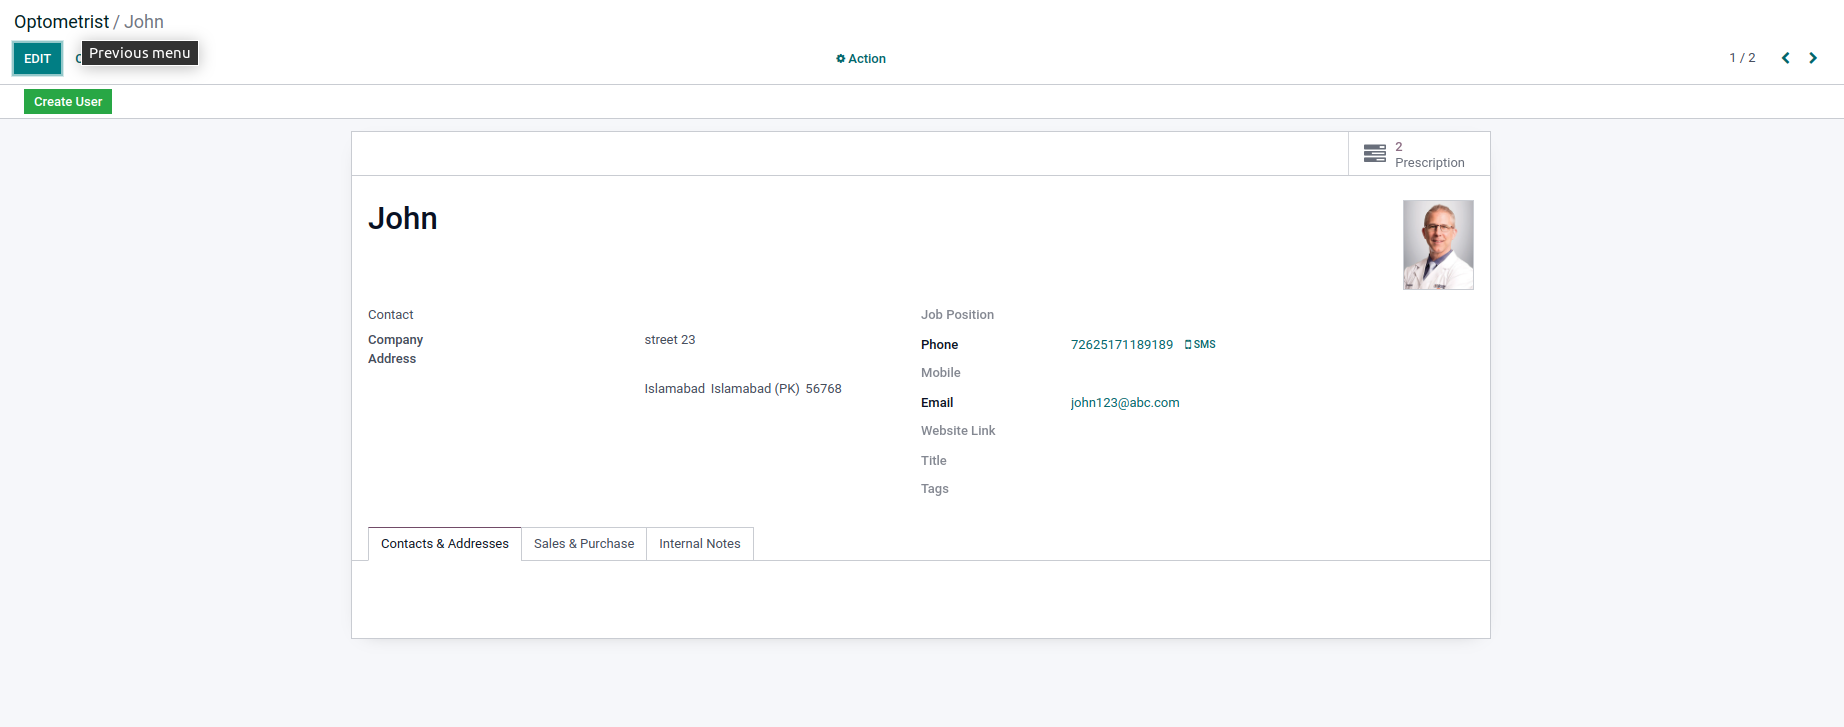 Optometrist / John
EDIT
Previous menu
Action
1 / 2
Create User
2
Prescription
John
Contact
Company
Address
street 23
Islamabad Islamabad (PK) 56768
Job Position
Phone 72625171189189 SMS
Mobile
Email john123@abc.com
Website Link
Title
Tags
Contacts & Addresses Sales & Purchase Internal Notes